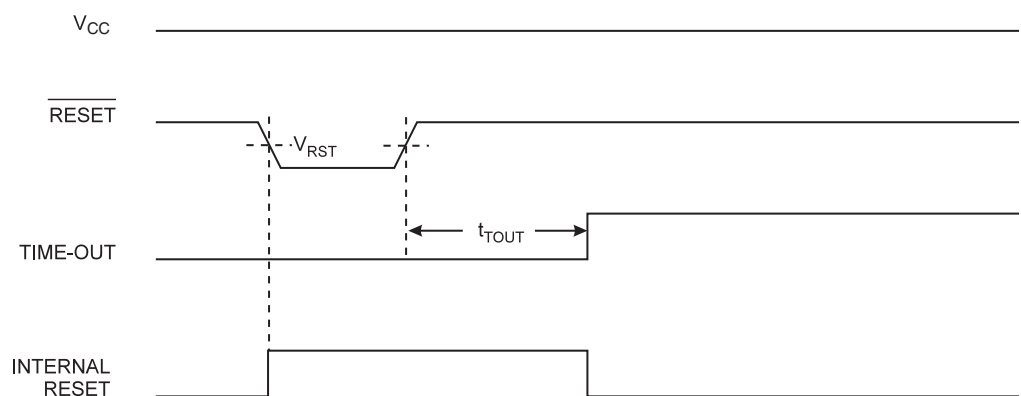 VCC
RESET
VRST
tTOUT
TIME-OUT
INTERNAL
RESET